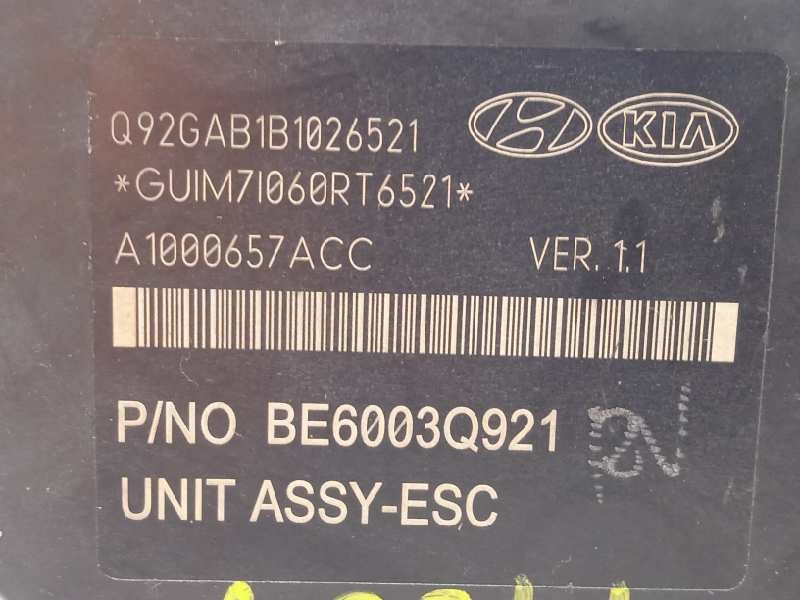 Q92GAB1B1026521
KIA
*GUIM7I060RT6521*
A1000657ACC VER. 1.1
P/NO BE6003Q921
UNIT ASSY-ESC